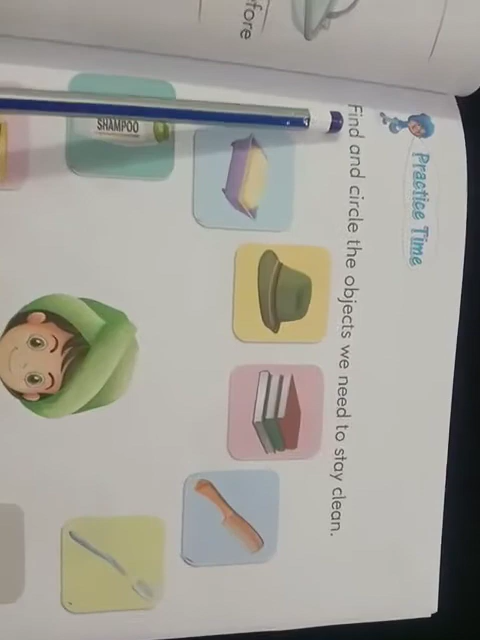 fore
Practice Time
Find and circle the objects we need to stay clean.
SHAMPOO